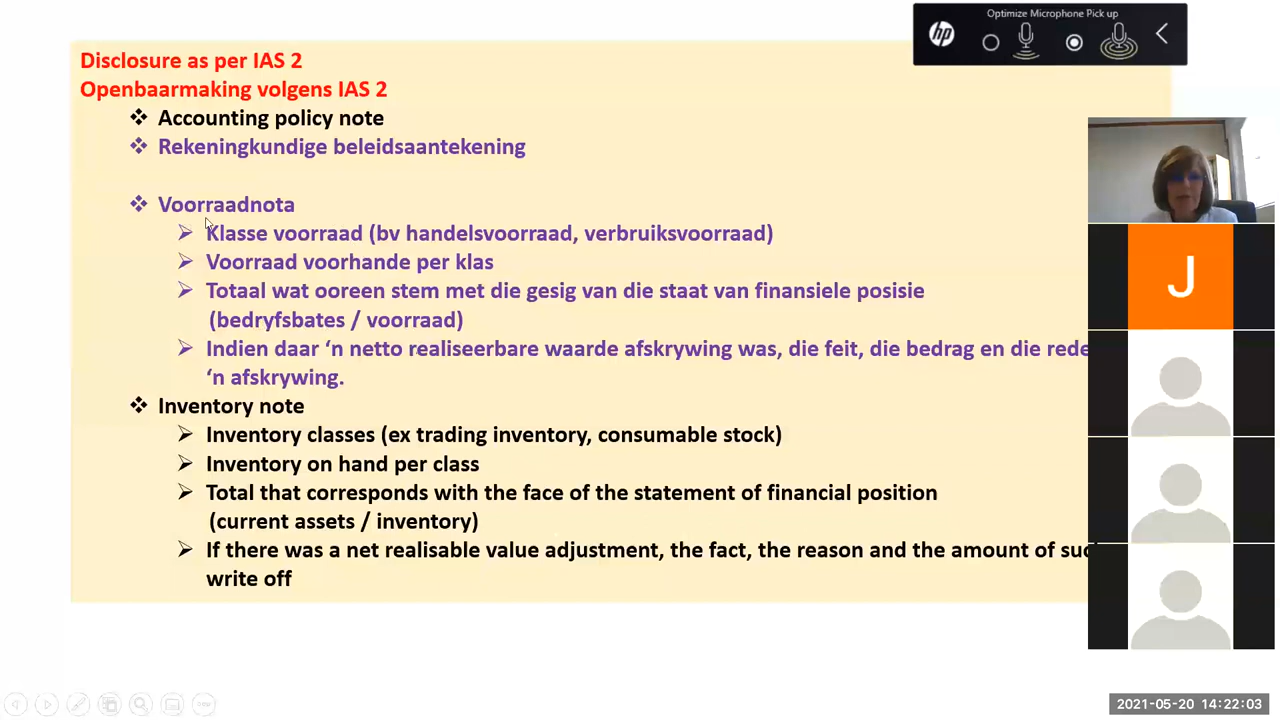 Optimize Microphone Pick up
hp
Disclosure as per IAS 2
Openbaarmaking volgens IAS 2
Accounting policy note
Rekeningkundige beleidsaantekening
Voorraadnota
Klasse voorraad (bv handelsvoorraad, verbruiksvoorraad)
Voorraad voorhande per klas
Totaal wat ooreen stem met die gesig van die staat van finansiele posisie
(bedryfsbates / voorraad)
Indien daar ‘n netto realiseerbare waarde afskrywing was, die feit, die bedrag en die rede
‘n afskrywing.
Inventory note
Inventory classes (ex trading inventory, consumable stock)
Inventory on hand per class
Total that corresponds with the face of the statement of financial position
(current assets / inventory)
If there was a net realisable value adjustment, the fact, the reason and the amount of
write off
J
2021-05-20 14:22:03